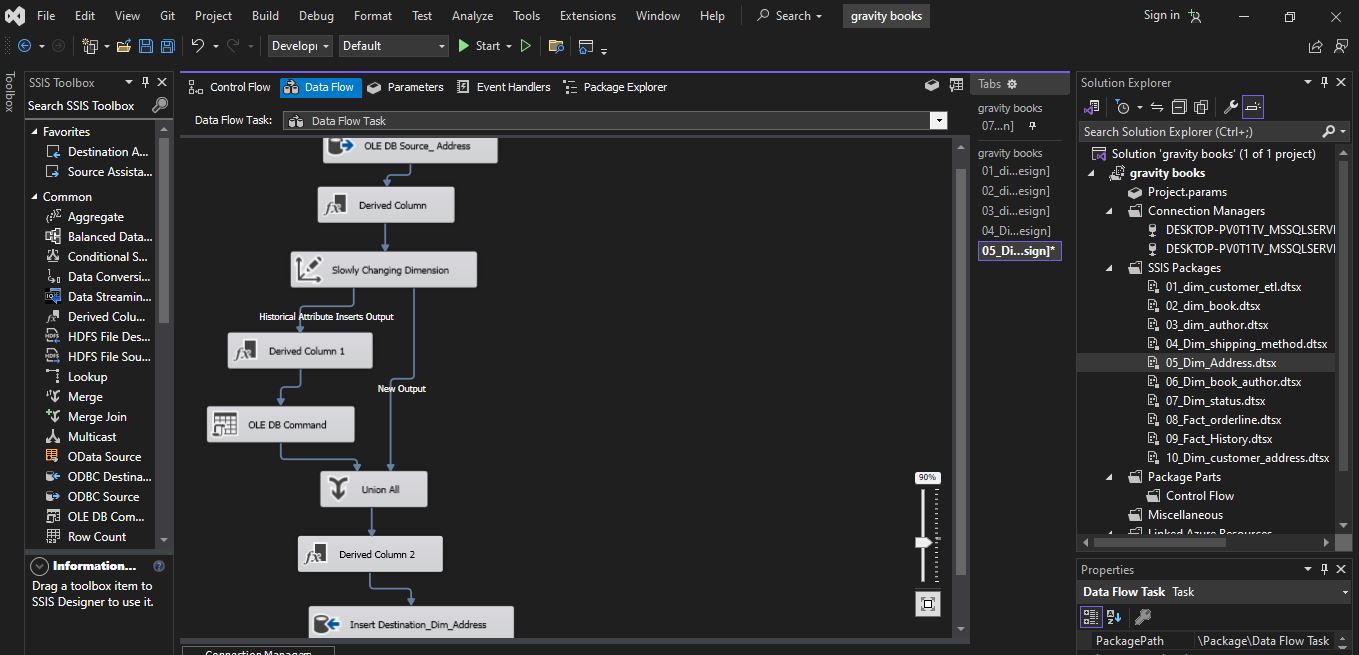 File Edit View Git Project Build Debug Format Test Analyze Tools Extensions Window Help Search gravity books Sign in
Developı Default Start
Toolbox
SSIS Toolbox
Search SSIS Toolbox
Favorites
Destination A...
Source Assista...
Common
Aggregate
Balanced Data...
Conditional S...
Data Conversi...
Data Streamin...
Derived Colu...
HDFS File Des...
HDFS File Sou...
Lookup
Merge
Merge Join
Multicast
OData Source
ODBC Destina...
ODBC Source
OLE DB Com...
Row Count
Information...
Drag a toolbox item to
SSIS Designer to use it.
Control Flow Data Flow Parameters Event Handlers Package Explorer
Data Flow Task: Data Flow Task
OLE DB Source_ Address
Derived Column
Slowly Changing Dimension
Historical Attribute Inserts Output
Derived Column 1
New Output
OLE DB Command
Union All
Derived Column 2
Insert Destination_Dim_Address
90%
Connection Managers
Tabs
gravity books
07...n]
gravity books
01_di...esign]
02_di...esign]
03_di...esign]
04_Di...esign]
05_Di...sign]*
Solution Explorer
Search Solution Explorer (Ctrl+;)
Solution 'gravity books' (1 of 1 project)
gravity books
Project.params
Connection Managers
DESKTOP-PV0T1TV_MSSQLSERVI
DESKTOP-PV0T1TV_MSSQLSERVI
SSIS Packages
01_dim_customer_etl.dtsx
02_dim_book.dtsx
03_dim_author.dtsx
04_Dim_shipping_method.dtsx
05_Dim_Address.dtsx
06_Dim_book_author.dtsx
07_Dim_status.dtsx
08_Fact_orderline.dtsx
09_Fact_History.dtsx
10_Dim_customer_address.dtsx
Package Parts
Control Flow
Miscellaneous
Linked Azure Resources
Properties
Data Flow Task Task
PackagePath \Package\Data Flow Task